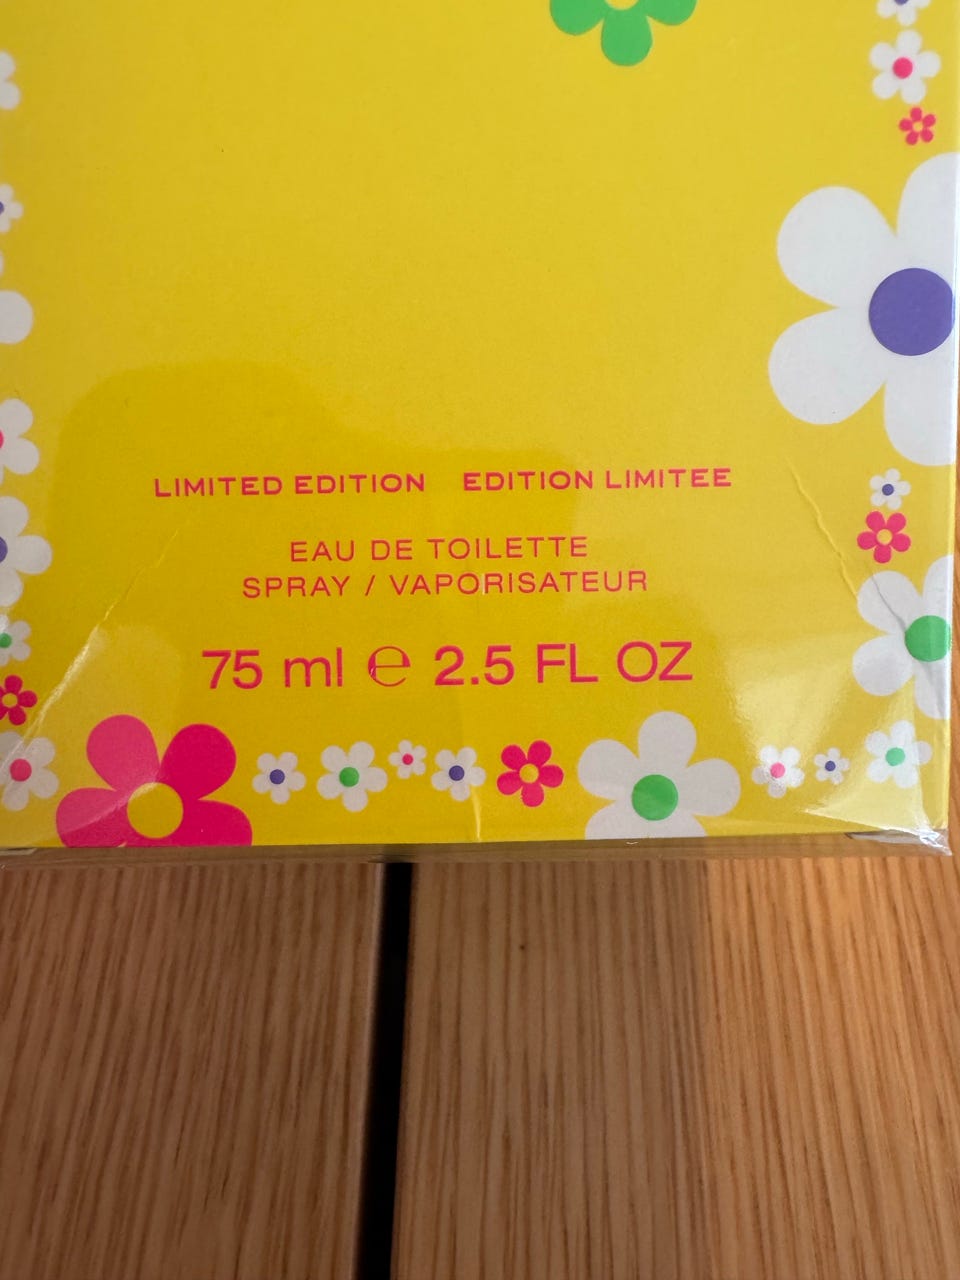 LIMITED EDITION EDITION LIMITEE
EAU DE TOILETTE
SPRAY / VAPORISATEUR
75 ml ℮ 2.5 FL OZ